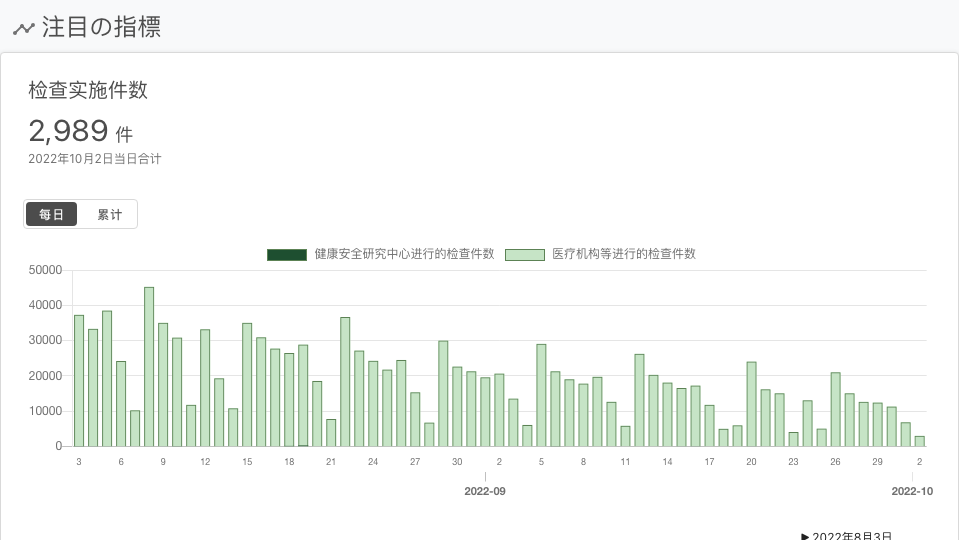 注目の指標
检查实施件数
2,989 件
2022年10月2日当日合计
每日 累计
健康安全研究中心进行的检查件数 医疗机构等进行的检查件数
50000
40000
30000
20000
10000
0
3 6 9 12 15 18 21 24 27 30 2 5 8 11 14 17 20 23 26 29 2
2022-09 2022-10
▶ 2022年8月3日